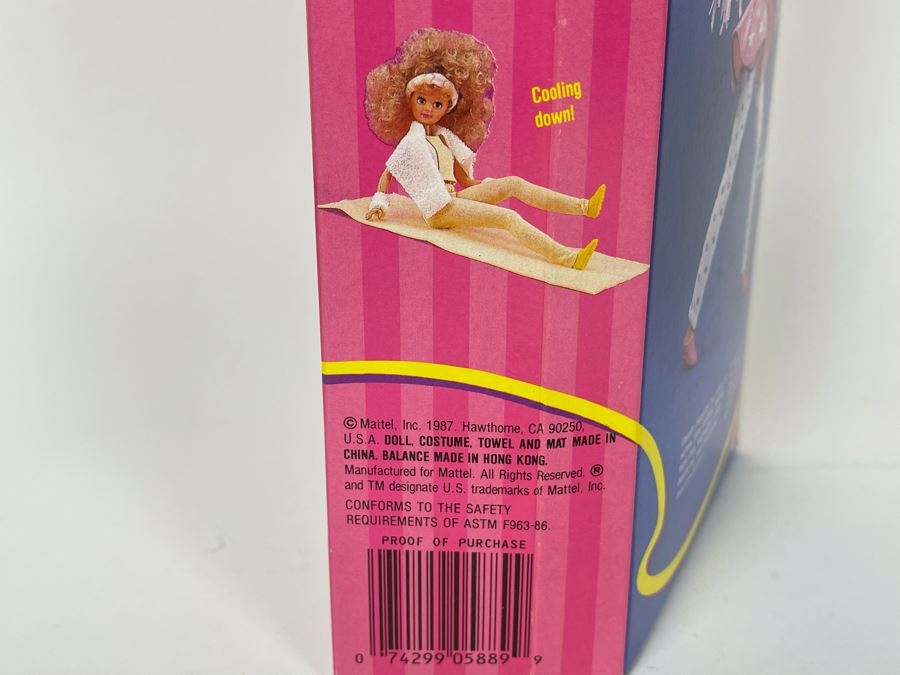 Cooling
down!
© Mattel, Inc. 1987. Hawthorne, CA 90250,
U.S.A. DOLL, COSTUME, TOWEL AND MAT MADE IN
CHINA. BALANCE MADE IN HONG KONG.
Manufactured for Mattel. All Rights Reserved. ®
and TM designate U.S. trademarks of Mattel, Inc.
CONFORMS TO THE SAFETY
REQUIREMENTS OF ASTM F963-86.
PROOF OF PURCHASE
0 74299 05889 9